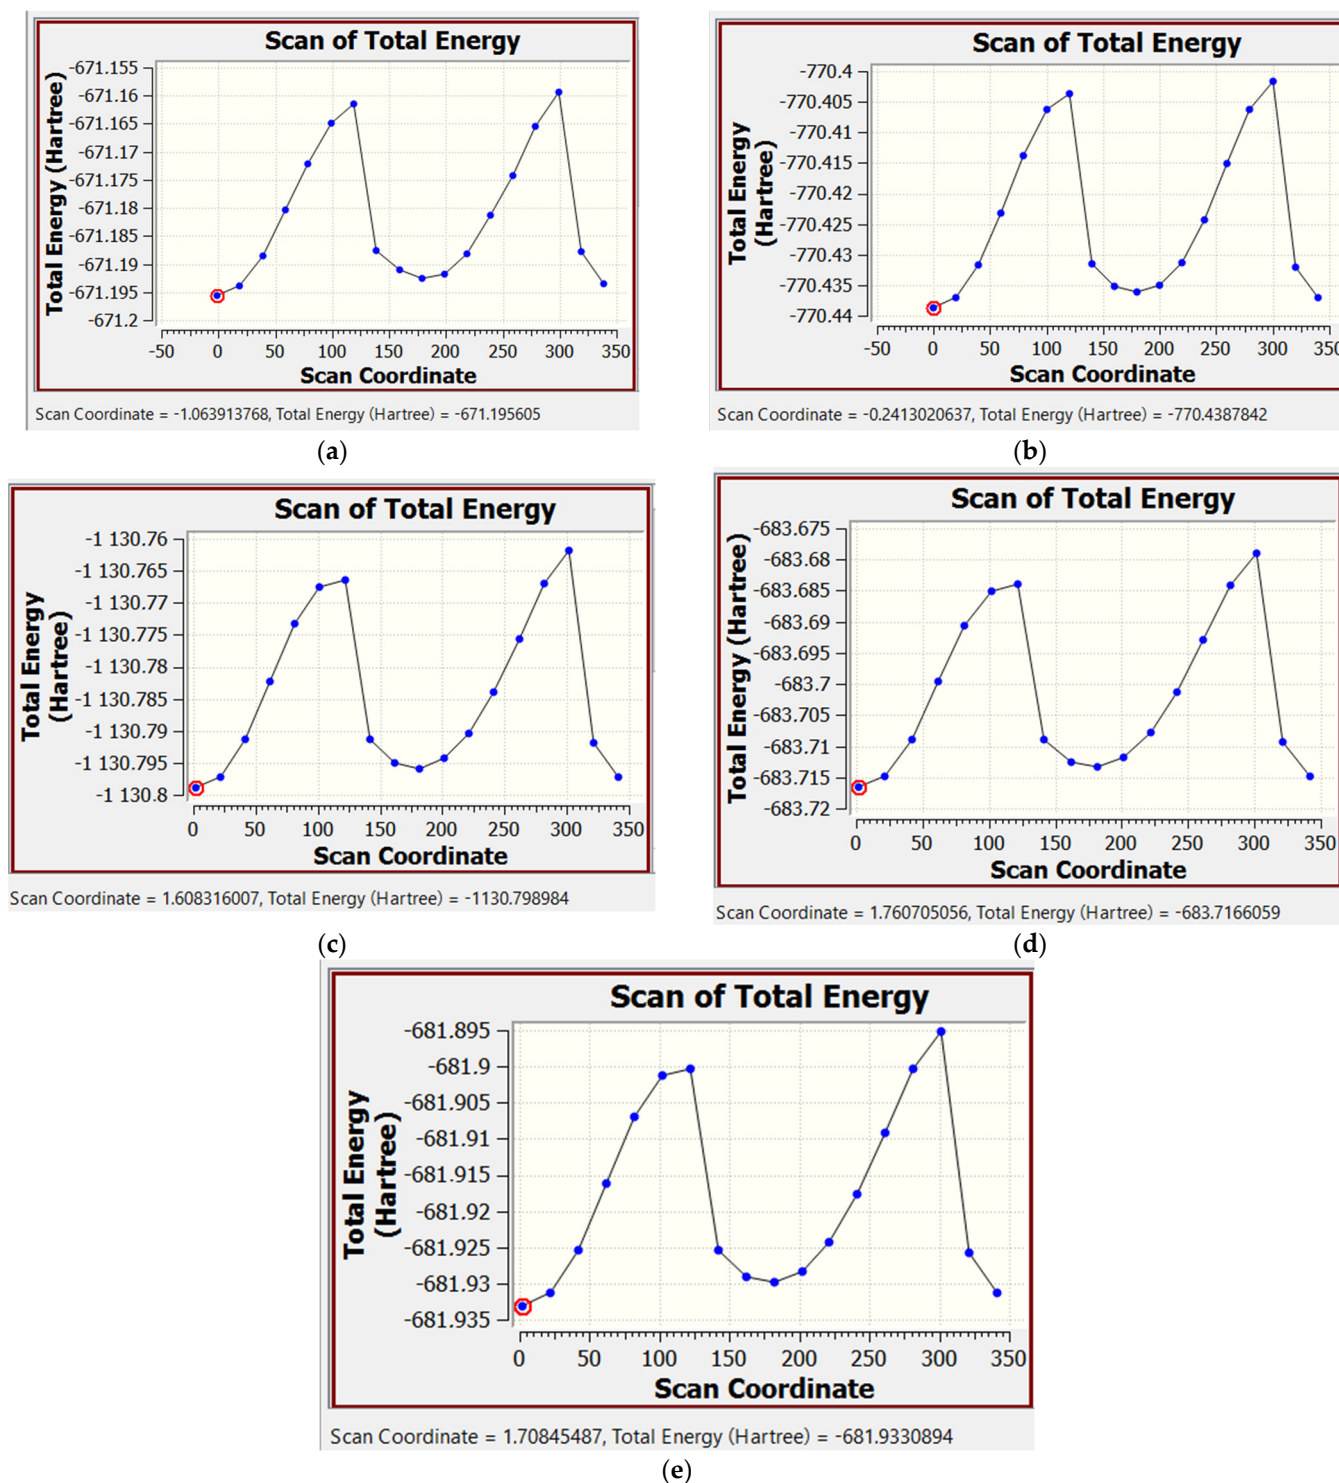 Scan of Total Energy
Total Energy (Hartree)
-671.155
-671.16
-671.165
-671.17
-671.175
-671.18
-671.185
-671.19
-671.195
-671.2
-50 0 50 100 150 200 250 300 350
Scan Coordinate
Scan Coordinate = -1.063913768, Total Energy (Hartree) = -671.195605
(a)
Scan of Total Energy
Total Energy
(Hartree)
-770.4
-770.405
-770.41
-770.415
-770.42
-770.425
-770.43
-770.435
-770.44
-50 0 50 100 150 200 250 300 350
Scan Coordinate
Scan Coordinate = -0.2413020637, Total Energy (Hartree) = -770.4387842
(b)
Scan of Total Energy
Total Energy
(Hartree)
-1 130.76
-1 130.765
-1 130.77
-1 130.775
-1 130.78
-1 130.785
-1 130.79
-1 130.795
-1 130.8
0 50 100 150 200 250 300 350
Scan Coordinate
Scan Coordinate = 1.608316007, Total Energy (Hartree) = -1130.798984
(c)
Scan of Total Energy
Total Energy (Hartree)
-683.675
-683.68
-683.685
-683.69
-683.695
-683.7
-683.705
-683.71
-683.715
-683.72
0 50 100 150 200 250 300 350
Scan Coordinate
Scan Coordinate = 1.760705056, Total Energy (Hartree) = -683.7166059
(d)
Scan of Total Energy
Total Energy
(Hartree)
-681.895
-681.9
-681.905
-681.91
-681.915
-681.92
-681.925
-681.93
-681.935
0 50 100 150 200 250 300 350
Scan Coordinate
Scan Coordinate = 1.70845487, Total Energy (Hartree) = -681.9330894
(e)